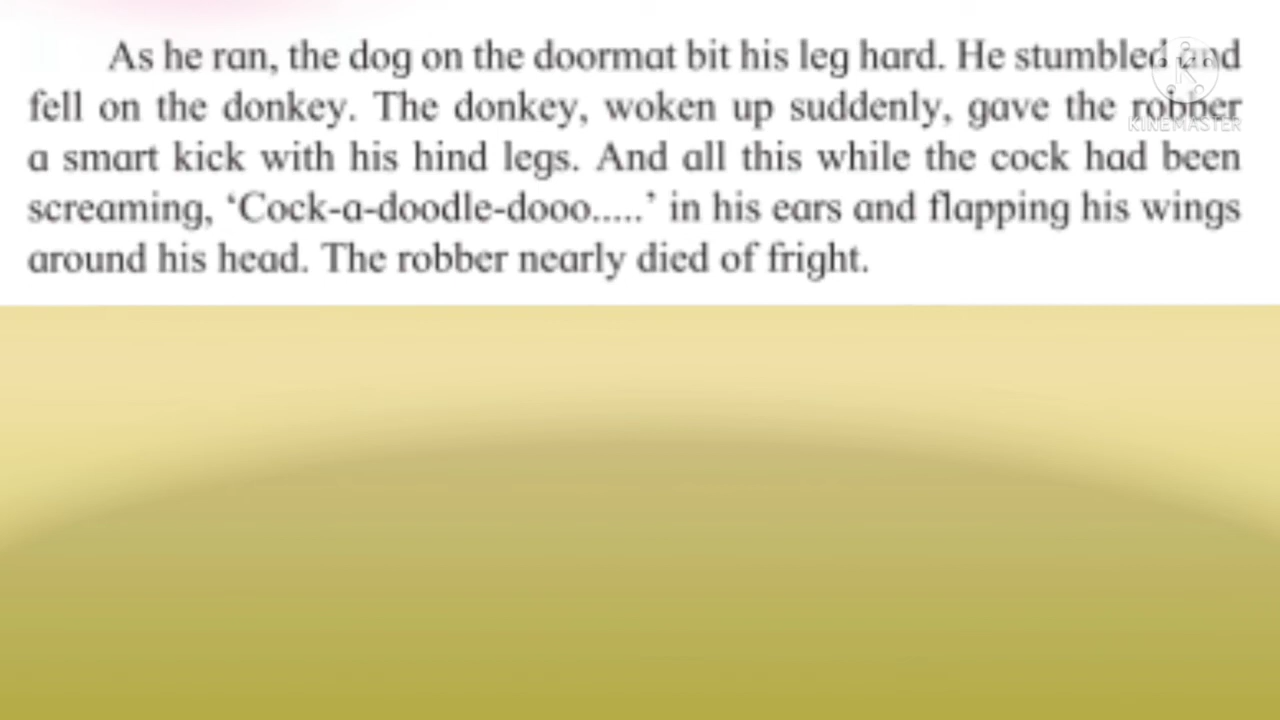 As he ran, the dog on the doormat bit his leg hard. He stumbled and
fell on the donkey. The donkey, woken up suddenly, gave the robber
a smart kick with his hind legs. And all this while the cock had been
screaming, ‘Cock-a-doodle-dooo.....’ in his ears and flapping his wings
around his head. The robber nearly died of fright.
KINEMASTER